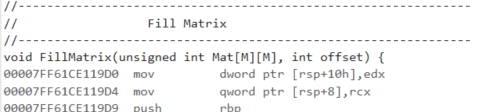 //-----------------------------------------------------------------
//                  Fill Matrix
//-----------------------------------------------------------------
void FillMatrix(unsigned int Mat[M][M], int offset) {
00007FF61CE119D0  mov         dword ptr [rsp+10h],edx
00007FF61CE119D4  mov         qword ptr [rsp+8],rcx
00007FF61CE119D9  push        rbp